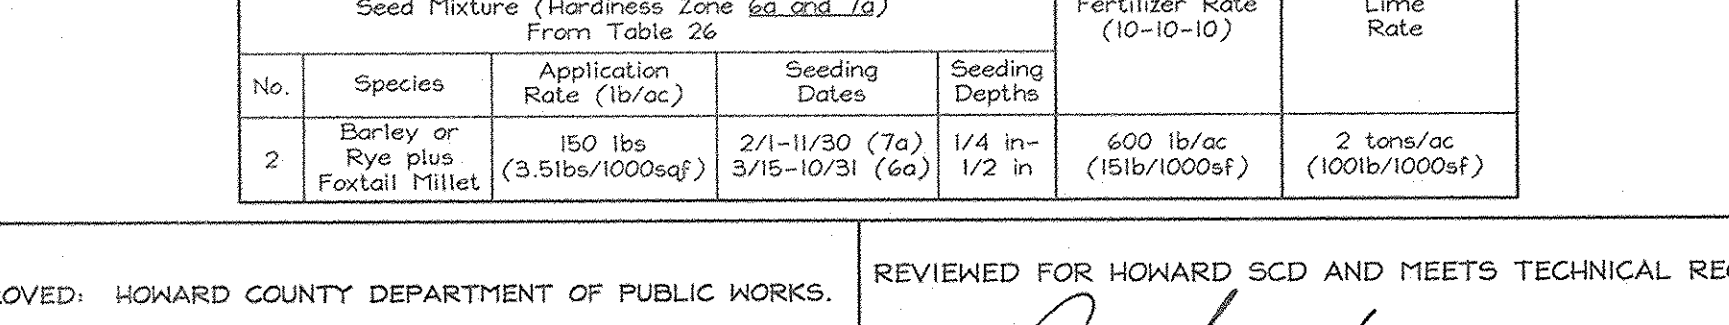 Seed Mixture (Hardiness Zone 6a and 7a)
From Table 26
Fertilizer Rate
(10-10-10)
Lime
Rate
No.
Species
Application
Rate (lb/ac)
Seeding
Dates
Seeding
Depths
2
Barley or
Rye plus
Foxtail Millet
150 lbs
(3.5lbs/1000sqf)
2/1-11/30 (7a)
3/15-10/31 (6a)
1/4 in-
1/2 in
600 lb/ac
(15lb/1000sf)
2 tons/ac
(100lb/1000sf)
OVED: HOWARD COUNTY DEPARTMENT OF PUBLIC WORKS.
REVIEWED FOR HOWARD SCD AND MEETS TECHNICAL RE